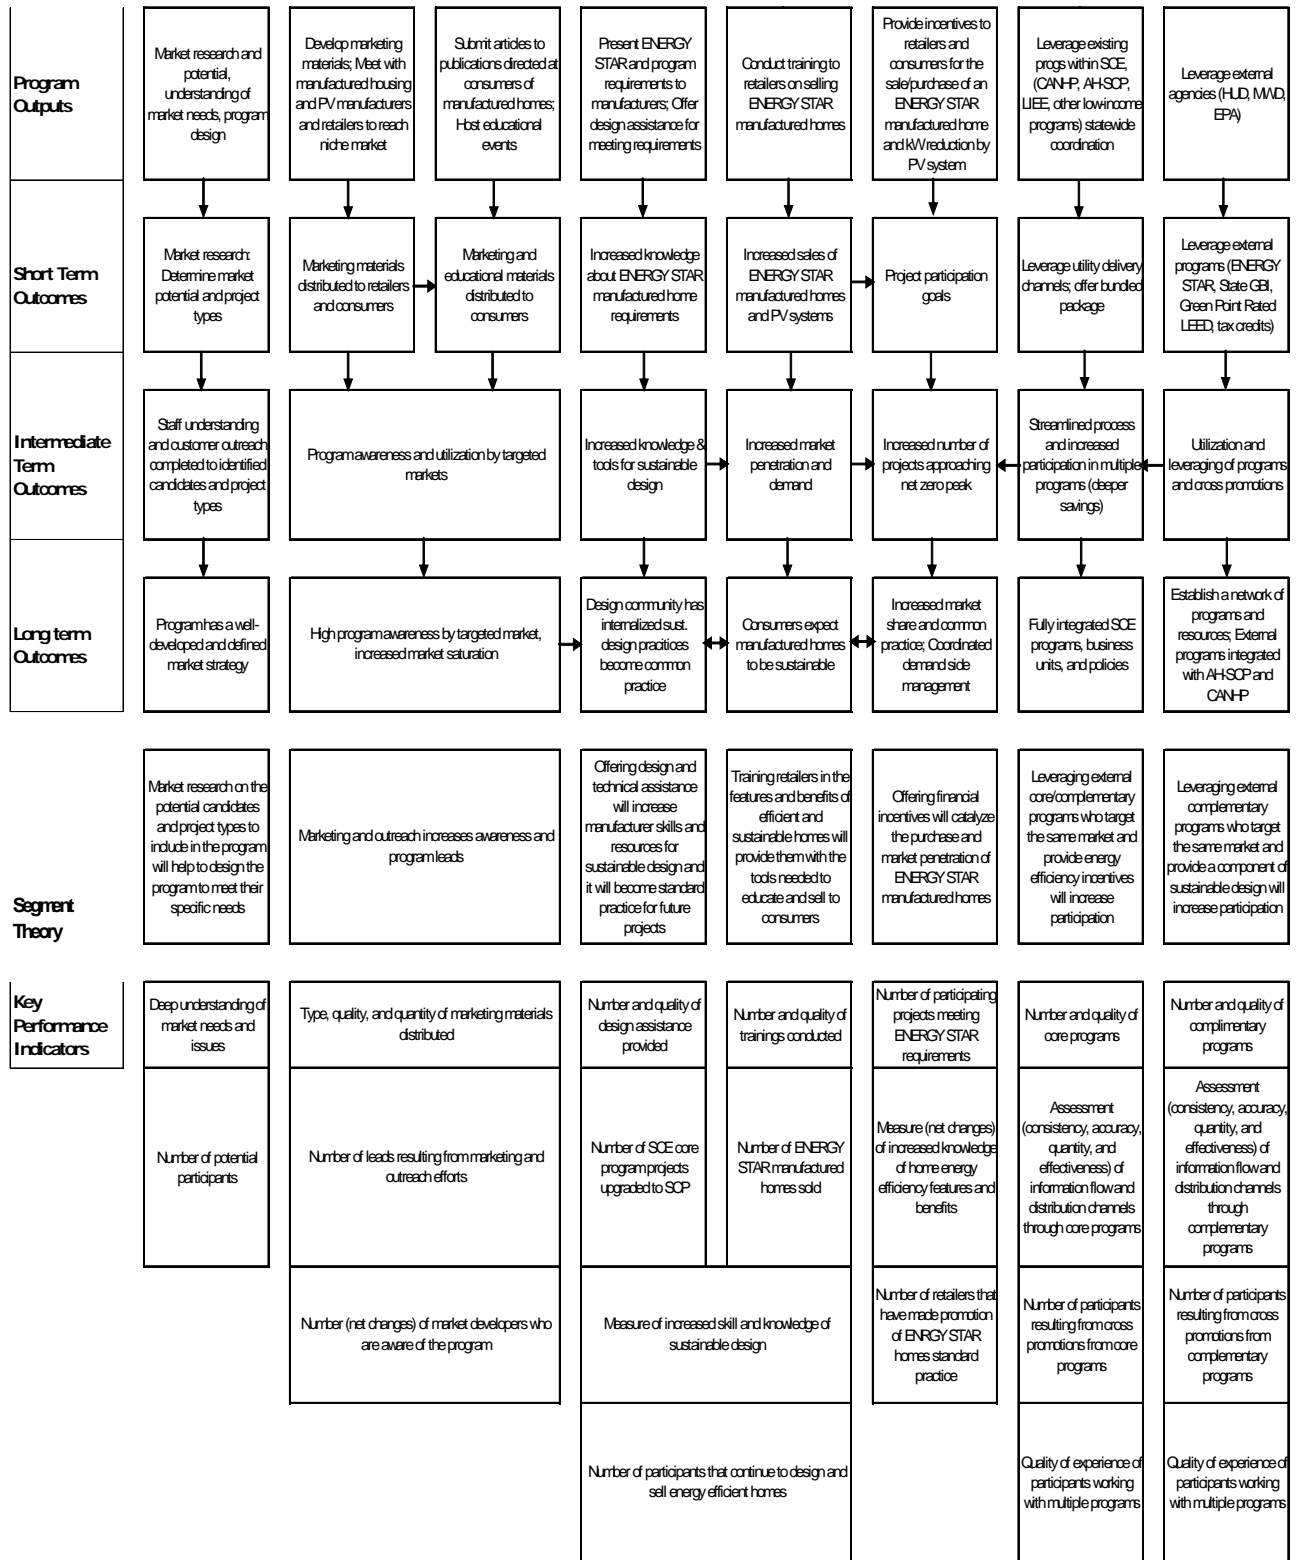 Program
Outputs
Market research and
potential,
understanding of
market needs, program
design
Develop marketing
materials; Meet with
manufactured housing
and PV manufacturers
and retailers to reach
niche market
Submit articles to
publications directed at
consumers of
manufactured homes;
Host educational
events
Present ENERGY
STAR and program
requirements to
manufacturers; Offer
design assistance for
meeting requirements
Conduct training to
retailers on selling
ENERGY STAR
manufactured homes
Provide incentives to
retailers and
consumers for the
sale/purchase of an
ENERGY STAR
manufactured home
and kW reduction by
PV system
Leverage existing
progs within SCE,
(CANHP, AH-SCP,
LIEE, other low-income
programs) statewide
coordination
Leverage external
agencies (HUD, MWD,
EPA)
Short Term
Outcomes
Market research:
Determine market
potential and project
types
Marketing materials
distributed to retailers
and consumers
Marketing and
educational materials
distributed to
consumers
Increased knowledge
about ENERGY STAR
manufactured home
requirements
Increased sales of
ENERGY STAR
manufactured homes
and PV systems
Project participation
goals
Leverage utility delivery
channels; offer bundled
package
Leverage external
programs (ENERGY
STAR, State GBI,
Green Point Rated
LEED, tax credits)
Intermediate
Term
Outcomes
Staff understanding
and customer outreach
completed to identified
candidates and project
types
Program awareness and utilization by targeted
markets
Increased knowledge &
tools for sustainable
design
Increased market
penetration and
demand
Increased number of
projects approaching
net zero peak
Streamlined process
and increased
participation in multiple
programs (deeper
savings)
Utilization and
leveraging of programs
and cross promotions
Long term
Outcomes
Program has a well-
developed and defined
market strategy
High program awareness by targeted market,
increased market saturation
Design community has
internalized sust.
design pracitices
become common
practice
Consumers expect
manufactured homes
to be sustainable
Increased market
share and common
practice; Coordinated
demand side
management
Fully integrated SCE
programs, business
units, and policies
Establish a network of
programs and
resources; External
programs integrated
with AH-SCP and
CANHP
Segment
Theory
Market research on the
potential candidates
and project types to
include in the program
will help to design the
program to meet their
specific needs
Marketing and outreach increases awareness and
program leads
Offering design and
technical assistance
will increase
manufacturer skills and
resources for
sustainable design and
it will become standard
practice for future
projects
Training retailers in the
features and benefits of
efficient and
sustainable homes will
provide them with the
tools needed to
educate and sell to
consumers
Offering financial
incentives will catalyze
the purchase and
market penetration of
ENERGY STAR
manufactured homes
Leveraging external
core/complementary
programs who target
the same market and
provide energy
efficiency incentives
will increase
participation
Leveraging external
complementary
programs who target
the same market and
provide a component of
sustainable design will
increase participation
Key
Performance
Indicators
Deep understanding of
market needs and
issues
Type, quality, and quantity of marketing materials
distributed
Number and quality of
design assistance
provided
Number and quality of
trainings conducted
Number of participating
projects meeting
ENERGY STAR
requirements
Number and quality of
core programs
Number and quality of
complimentary
programs
Number of potential
participants
Number of leads resulting from marketing and
outreach efforts
Number of SCE core
program projects
upgraded to SCP
Number of ENERGY
STAR manufactured
homes sold
Measure (net changes)
of increased knowledge
of home energy
efficiency features and
benefits
Assessment
(consistency, accuracy,
quantity, and
effectiveness) of
information flow and
distribution channels
through core programs
Assessment
(consistency, accuracy,
quantity, and
effectiveness) of
information flow and
distribution channels
through
complementary
programs
Number (net changes) of market developers who
are aware of the program
Measure of increased skill and knowledge of
sustainable design
Number of retailers that
have made promotion
of ENRGY STAR
homes standard
practice
Number of participants
resulting from cross
promotions from core
programs
Number of participants
resulting from cross
promotions from
complementary
programs
Number of participants that continue to design and
sell energy efficient homes
Quality of experience of
participants working
with multiple programs
Quality of experience of
participants working
with multiple programs